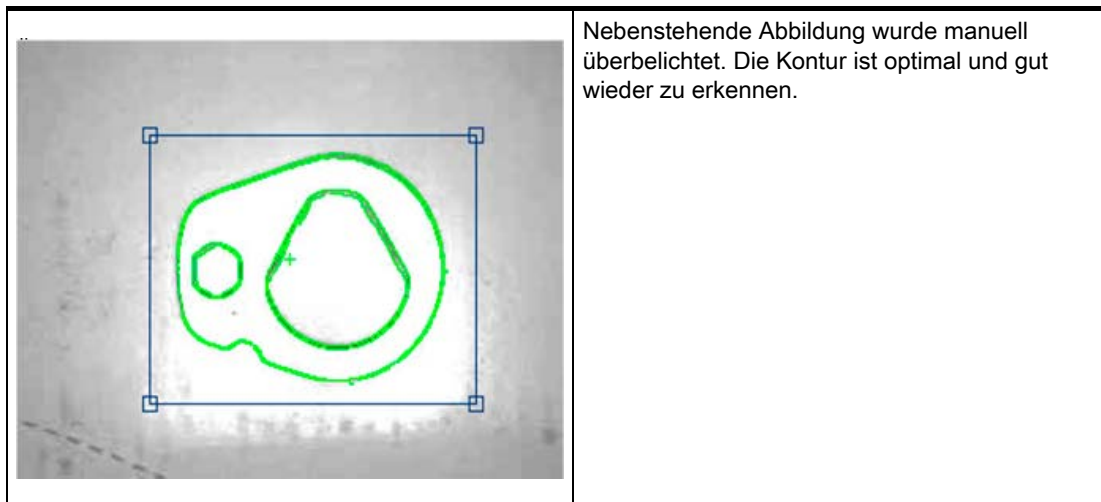 Nebenstehende Abbildung wurde manuell
überbelichtet. Die Kontur ist optimal und gut
wieder zu erkennen.